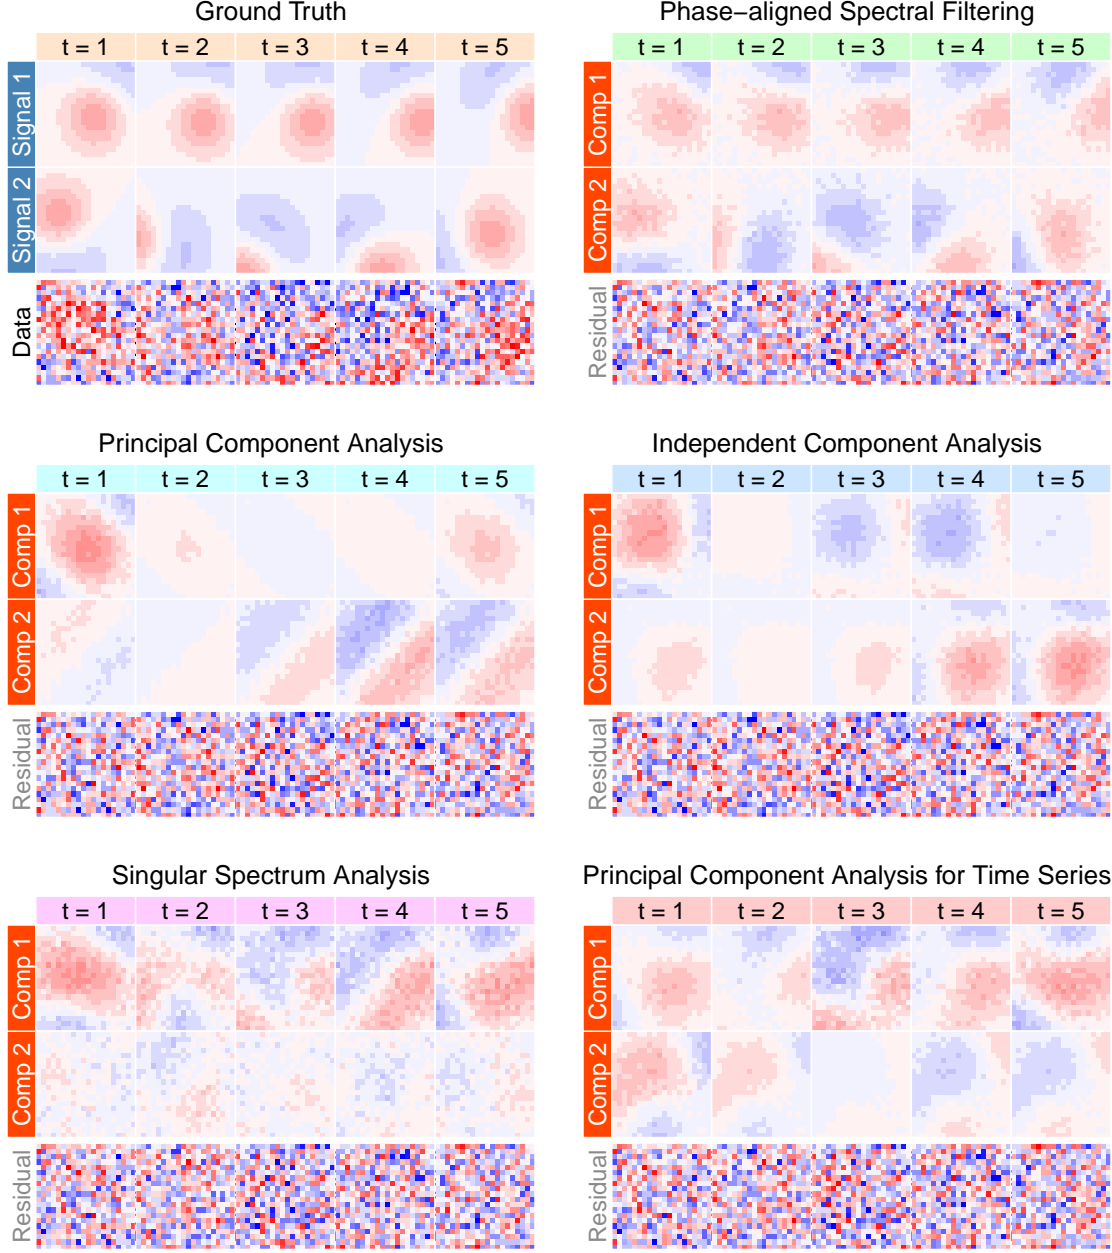 Ground Truth
t = 1 t = 2 t = 3 t = 4 t = 5
Signal 1
Signal 2
Data
Phase−aligned Spectral Filtering
t = 1 t = 2 t = 3 t = 4 t = 5
Comp 1
Comp 2
Residual
Principal Component Analysis
t = 1 t = 2 t = 3 t = 4 t = 5
Comp 1
Comp 2
Residual
Independent Component Analysis
t = 1 t = 2 t = 3 t = 4 t = 5
Comp 1
Comp 2
Residual
Singular Spectrum Analysis
t = 1 t = 2 t = 3 t = 4 t = 5
Comp 1
Comp 2
Residual
Principal Component Analysis for Time Series
t = 1 t = 2 t = 3 t = 4 t = 5
Comp 1
Comp 2
Residual